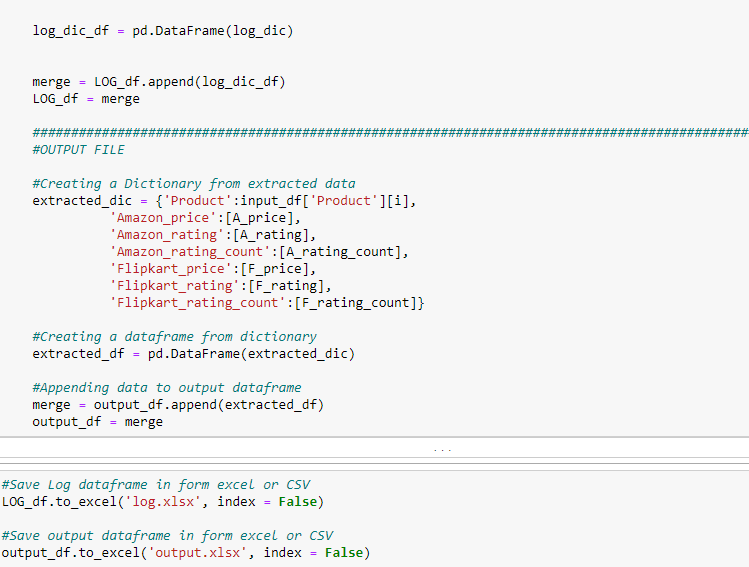 log_dic_df = pd.DataFrame(log_dic)
merge = LOG_df.append(log_dic_df)
LOG_df = merge
##############################################################################################
#OUTPUT FILE
#Creating a Dictionary from extracted data
extracted_dic = {'Product':input_df['Product'][i],
'Amazon_price':[A_price],
'Amazon_rating':[A_rating],
'Amazon_rating_count':[A_rating_count],
'Flipkart_price':[F_price],
'Flipkart_rating':[F_rating],
'Flipkart_rating_count':[F_rating_count]}
#Creating a dataframe from dictionary
extracted_df = pd.DataFrame(extracted_dic)
#Appending data to output dataframe
merge = output_df.append(extracted_df)
output_df = merge
...
#Save Log dataframe in form excel or CSV
LOG_df.to_excel('log.xlsx', index = False)
#Save output dataframe in form excel or CSV
output_df.to_excel('output.xlsx', index = False)